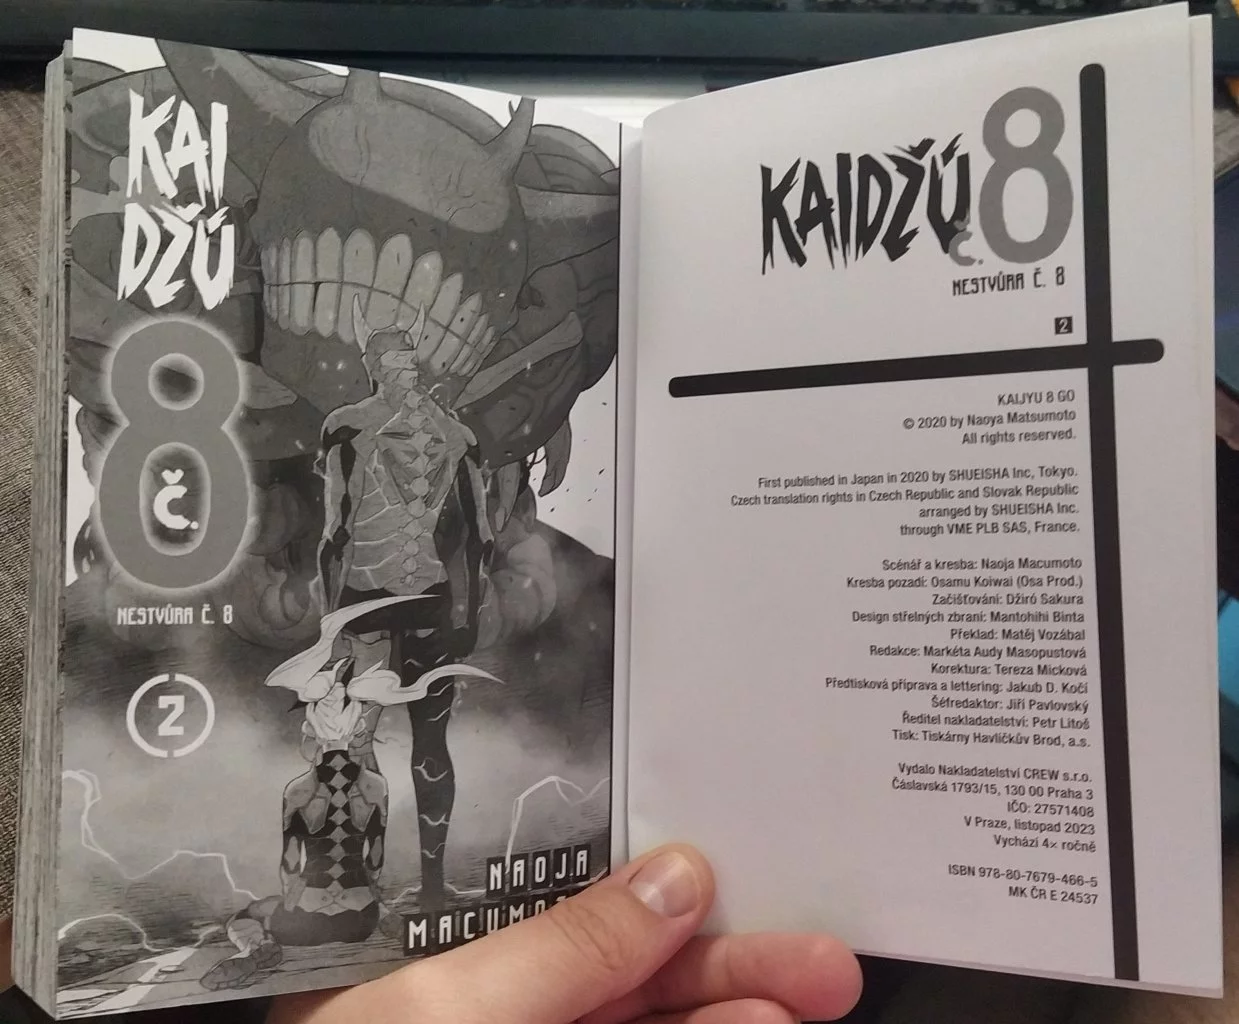 KAI
DŽÚ
8
Č.
NESTVŮRA Č. 8
2
NAOJA
KAIDŽÚ
Č. 8
NESTVŮRA Č. 8
2
KAIJYU 8 GO
© 2020 by Naoya Matsumoto
All rights reserved.
First published in Japan in 2020 by SHUEISHA Inc, Tokyo.
Czech translation rights in Czech Republic and Slovak Republic
arranged by SHUEISHA Inc.
through VME PLB SAS, France.
Scénář a kresba: Naoja Macumoto
Kresba pozadí: Osamu Koiwai (Osa Prod.)
Začišťování: Džiró Sakura
Design střelných zbraní: Mantohihi Binta
Překlad: Matěj Vozábal
Redakce: Markéta Audy Masopustová
Korektura: Tereza Micková
Předtisková příprava a lettering: Jakub D. Kočí
Šéfredaktor: Jiří Pavlovský
Ředitel nakladatelství: Petr Litoš
Tisk: Tiskárny Havlíčkův Brod, a.s.
Vydalo Nakladatelství CREW s.r.o.
Čáslavská 1793/15, 130 00 Praha 3
IČO: 27571408
V Praze, listopad 2023
Vychází 4× ročně
ISBN 978-80-7679-466-5
MK ČR E 24537